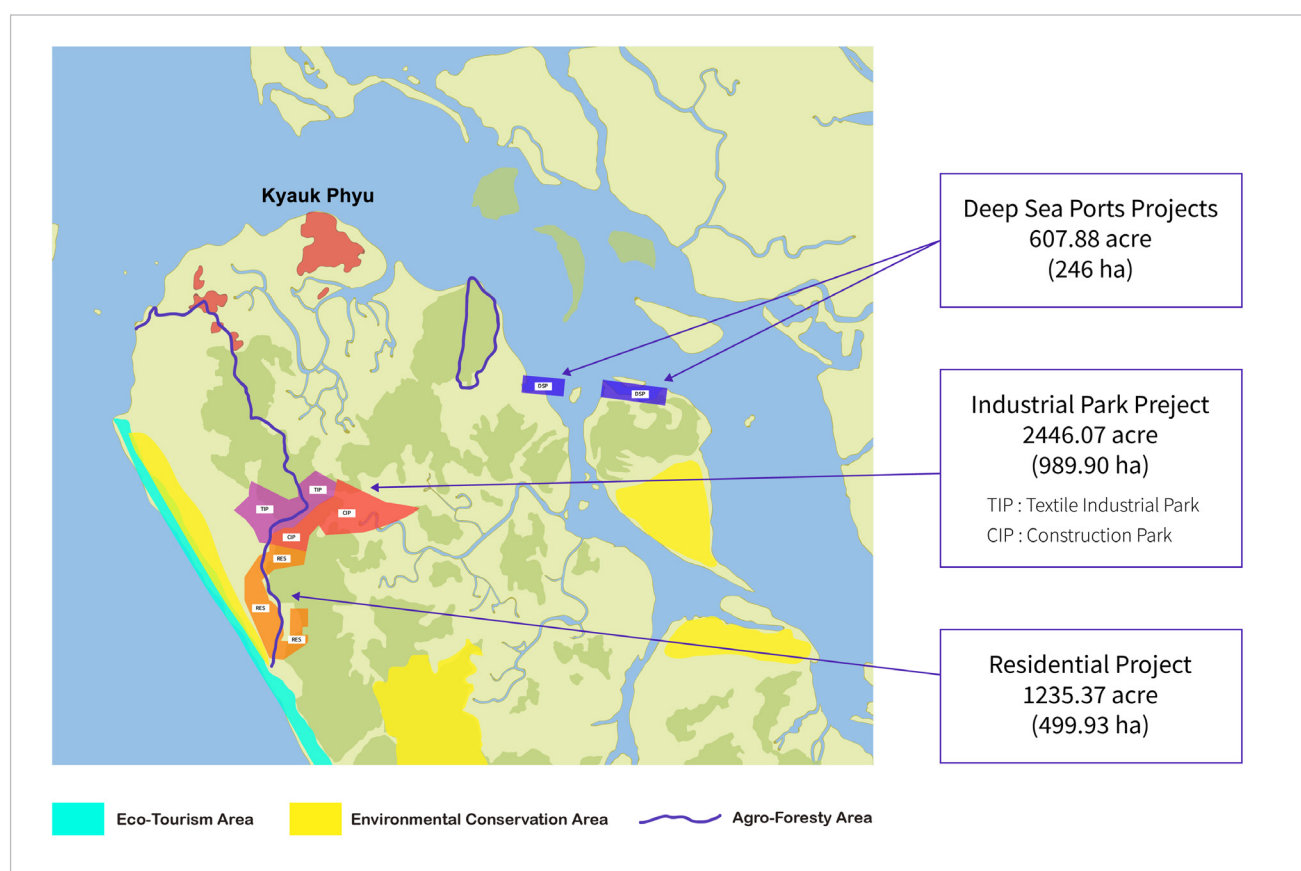 Kyauk Phyu
DSP
DSP
TIP
TIP
CIP
CIP
RES
RES
RES
Deep Sea Ports Projects
607.88 acre
(246 ha)
Industrial Park Preject
2446.07 acre
(989.90 ha)
TIP : Textile Industrial Park
CIP : Construction Park
Residential Project
1235.37 acre
(499.93 ha)
Eco-Tourism Area
Environmental Conservation Area
Agro-Foresty Area